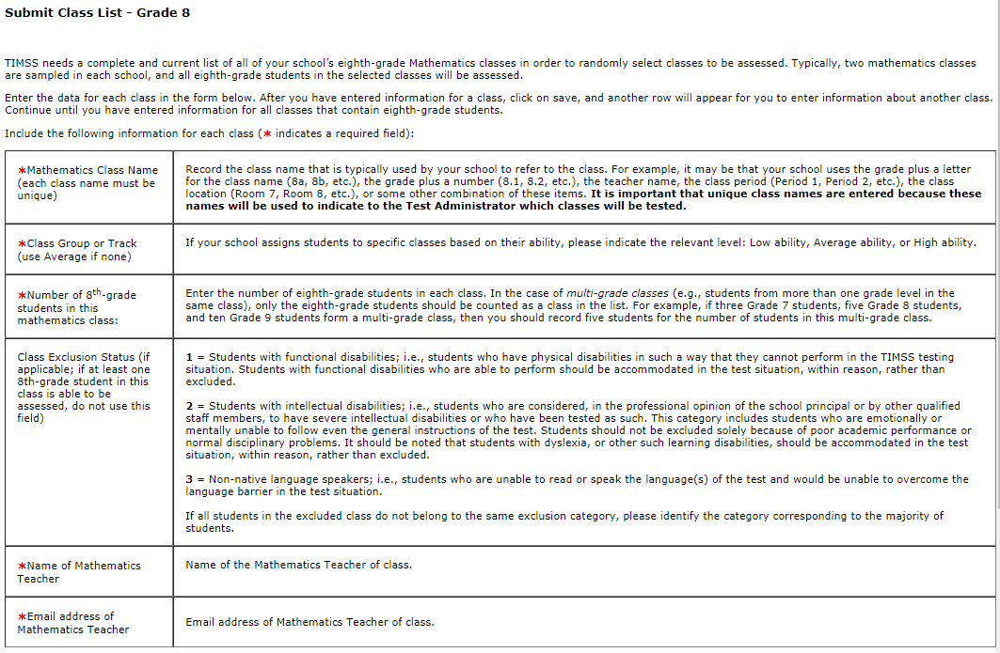 Submit Class List - Grade 8
TIMSS needs a complete and current list of all of your school's eighth-grade Mathematics classes in order to randomly select classes to be assessed. Typically, two mathematics classes
are sampled in each school, and all eighth-grade students in the selected classes will be assessed.
Enter the data for each class in the form below. After you have entered information for a class, click on save, and another row will appear for you to enter information about another class.
Continue until you have entered information for all classes that contain eighth-grade students.
Include the following information for each class (* indicates a required field):
*Mathematics Class Name
(each class name must be
unique)
Record the class name that is typically used by your school to refer to the class. For example, it may be that your school uses the grade plus a letter
for the class name (8a, 8b, etc.), the grade plus a number (8.1, 8.2, etc.), the teacher name, the class period (Period 1, Period 2, etc.), the class
location (Room 7, Room 8, etc.), or some other combination of these items. It is important that unique class names are entered because these
names will be used to indicate to the Test Administrator which classes will be tested.
*Class Group or Track
(use Average if none)
If your school assigns students to specific classes based on their ability, please indicate the relevant level: Low ability, Average ability, or High ability.
*Number of 8th-grade
students in this
mathematics class:
Enter the number of eighth-grade students in each class. In the case of multi-grade classes (e.g., students from more than one grade level in the
same class), only the eighth-grade students should be counted as a class in the list. For example, if three Grade 7 students, five Grade 8 students,
and ten Grade 9 students form a multi-grade class, then you should record five students for the number of students in this multi-grade class.
Class Exclusion Status (if
applicable; if at least one
8th-grade student in this
class is able to be
assessed, do not use this
field)
1 = Students with functional disabilities; i.e., students who have physical disabilities in such a way that they cannot perform in the TIMSS testing
situation. Students with functional disabilities who are able to perform should be accommodated in the test situation, within reason, rather than
excluded.
2 = Students with intellectual disabilities; i.e., students who are considered, in the professional opinion of the school principal or by other qualified
staff members, to have severe intellectual disabilities or who have been tested as such. This category includes students who are emotionally or
mentally unable to follow even the general instructions of the test. Students should not be excluded solely because of poor academic performance or
normal disciplinary problems. It should be noted that students with dyslexia, or other such learning disabilities, should be accommodated in the test
situation, within reason, rather than excluded.
3 = Non-native language speakers; i.e., students who are unable to read or speak the language(s) of the test and would be unable to overcome the
language barrier in the test situation.
If all students in the excluded class do not belong to the same exclusion category, please identify the category corresponding to the majority of
students.
*Name of Mathematics
Teacher
Name of the Mathematics Teacher of class.
*Email address of
Mathematics Teacher
Email address of Mathematics Teacher of class.